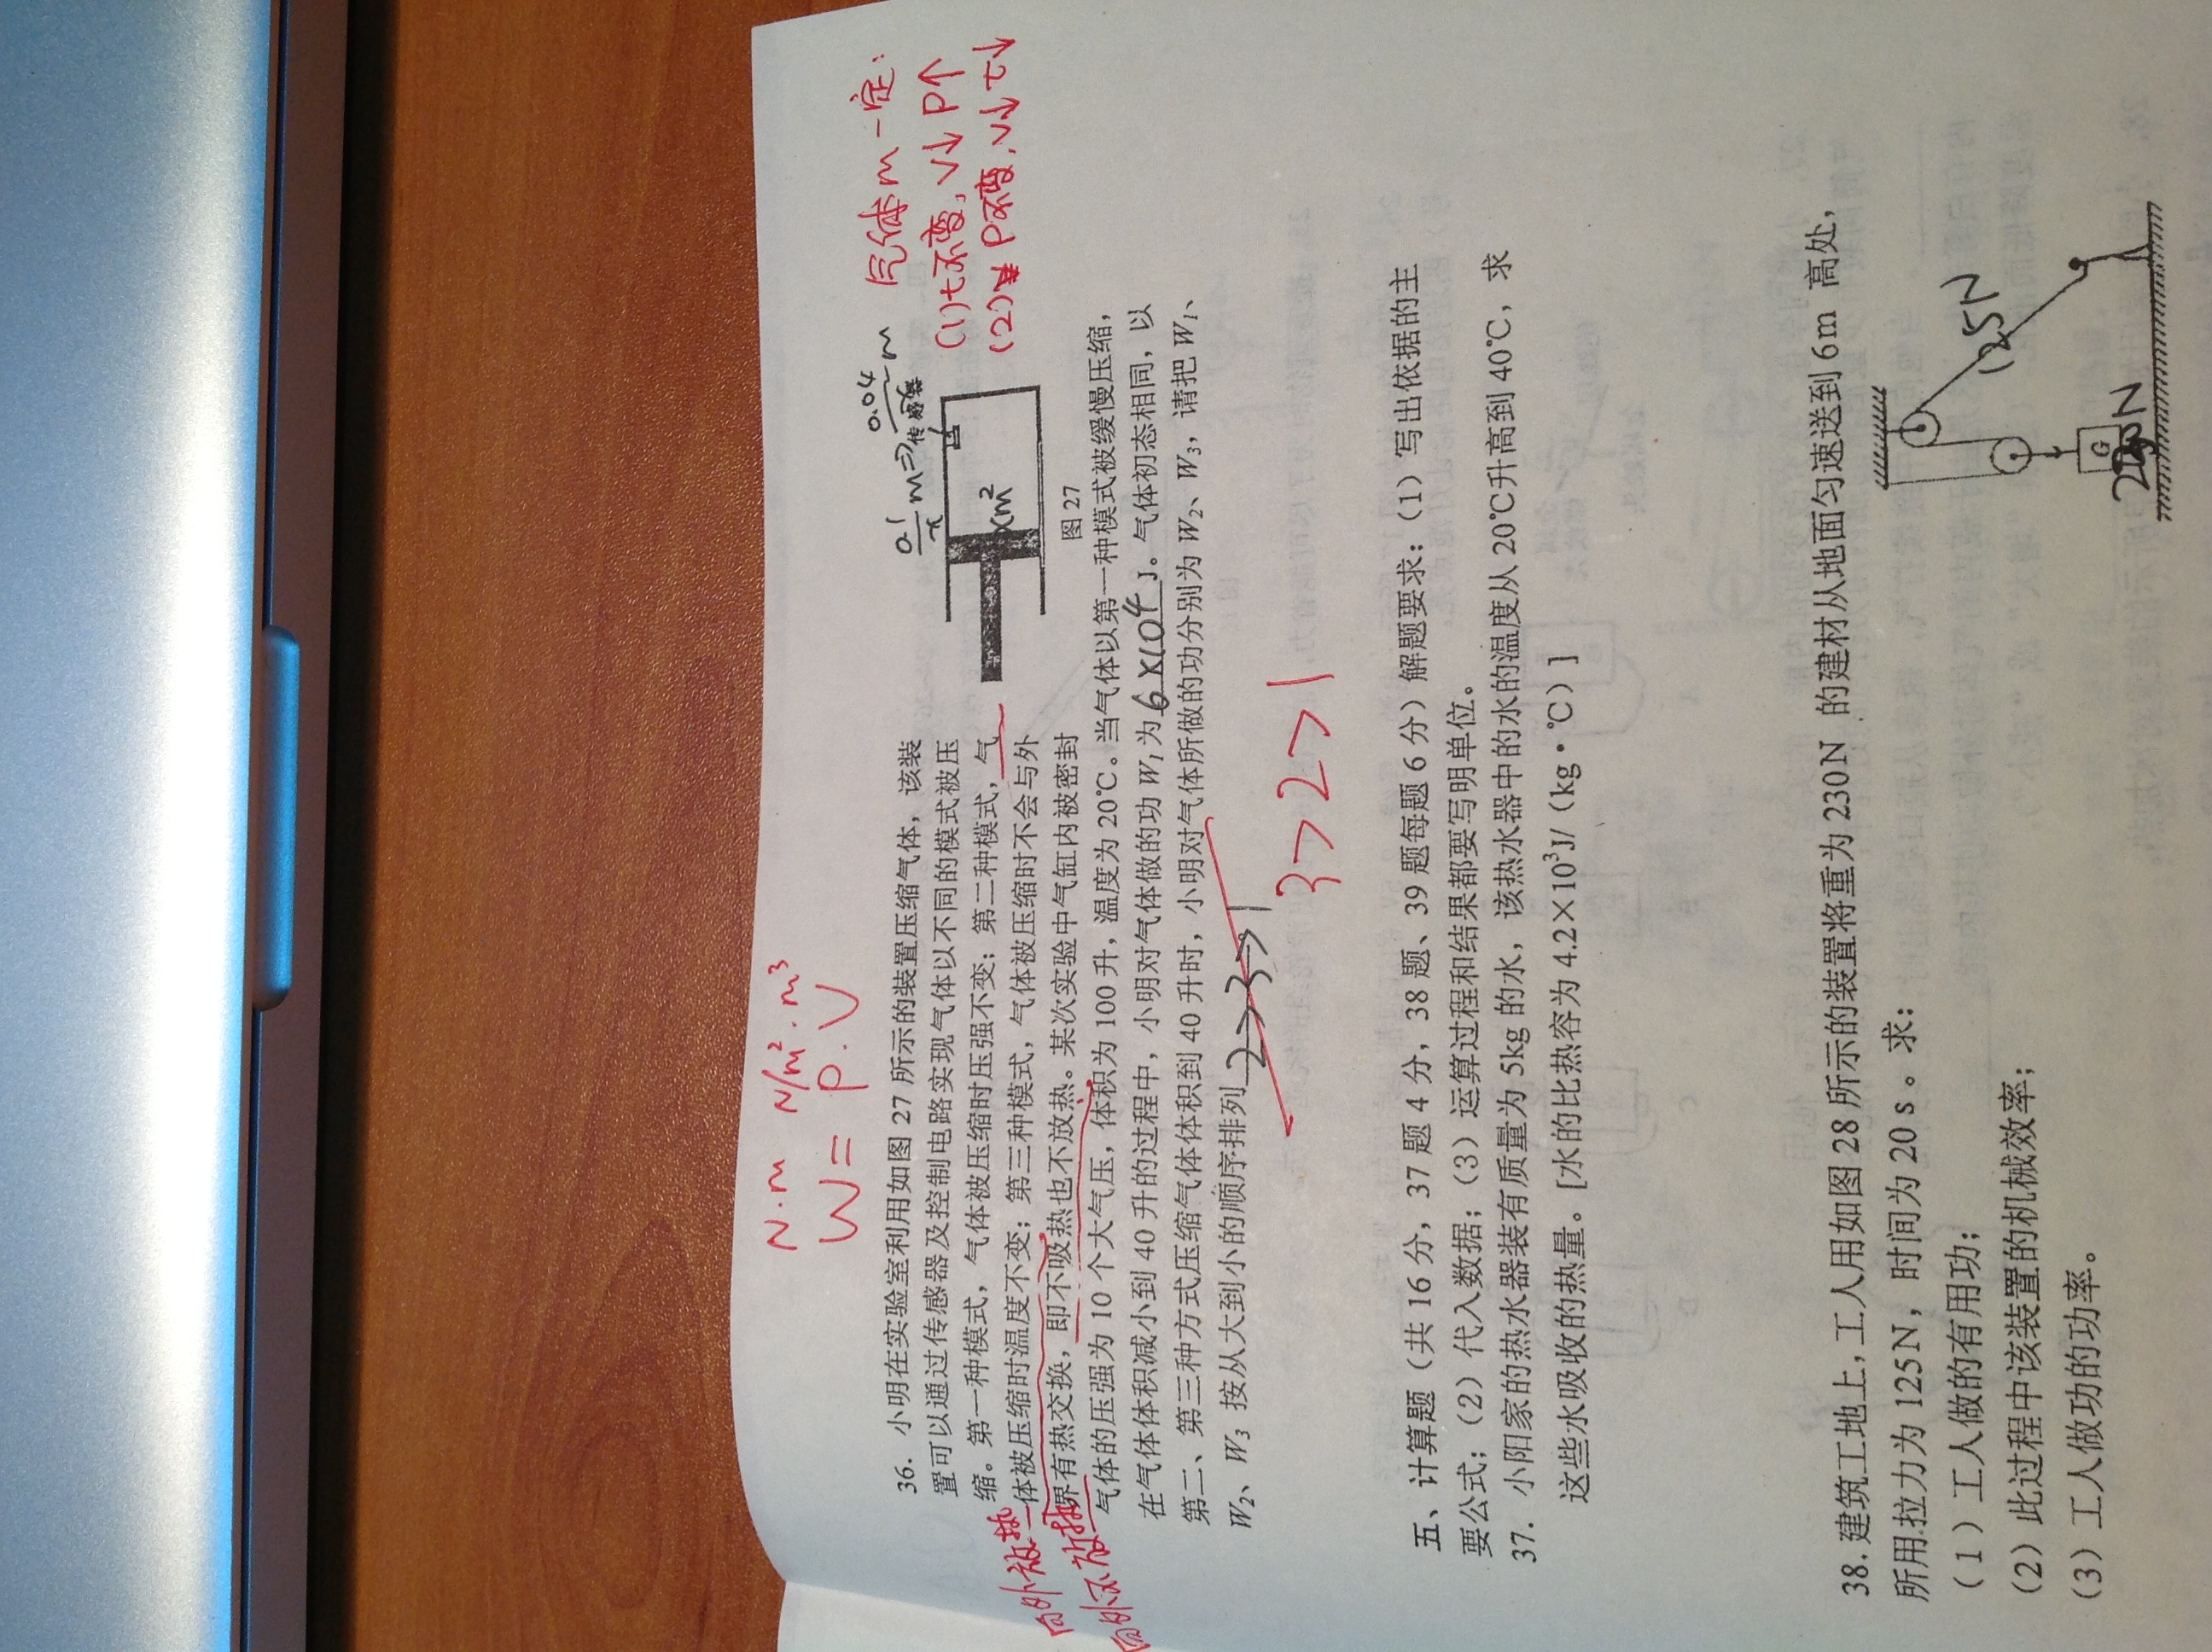 N·m N/m²·m³
W= P·V
36. 小明在实验室利用如图 27 所示的装置压缩气体，该装
置可以通过传感器及控制电路实现气体以不同的模式被压
缩。第一种模式，气体被压缩时压强不变；第二种模式，气
体被压缩时温度不变；第三种模式，气体被压缩时不会与外
界有热交换，即不吸热也不放热。某次实验中气缸内被密封
气体的压强为 10 个大气压，体积为 100 升，温度为 20℃。当气体以第一种模式被缓慢压缩，
在气体体积减小到 40 升的过程中，小明对气体做的功 W₁为6×10⁴J。气体初态相同，以
第二、第三种方式压缩气体体积到 40 升时，小明对气体所做的功分别为 W₂、W₃，请把 W₁、
W₂、W₃ 按从大到小的顺序排列2>3>1
3>2>1
向外放热
向外不放热
0.1/x m⇒0.04/x m
传感器
xm²
图 27
气体m一定：
(1)t不变，V↓ P↑
(2) P不变，V↓ t↓
五、计算题（共 16 分，37 题 4 分，38 题、39 题每题 6 分）解题要求：（1）写出依据的主
要公式；（2）代入数据；（3）运算过程和结果都要写明单位。
37. 小阳家的热水器装有质量为 5kg 的水，该热水器中的水的温度从 20℃升高到 40℃，求
这些水吸收的热量。[水的比热容为 4.2×10³J/（kg·℃）]
38.建筑工地上，工人用如图 28 所示的装置将重为 230N 的建材从地面匀速送到 6m 高处，
所用拉力为 125N，时间为 20 s 。求：
（1）工人做的有用功；
（2）此过程中该装置的机械效率；
（3）工人做功的功率。
125N
G
230N